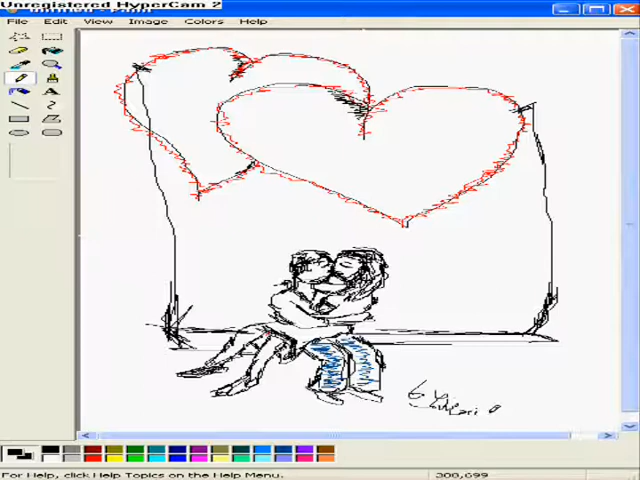 Unregistered HyperCam 2
File Edit View Image Colors Help
For Help, click Help Topics on the Help Menu.
300,699